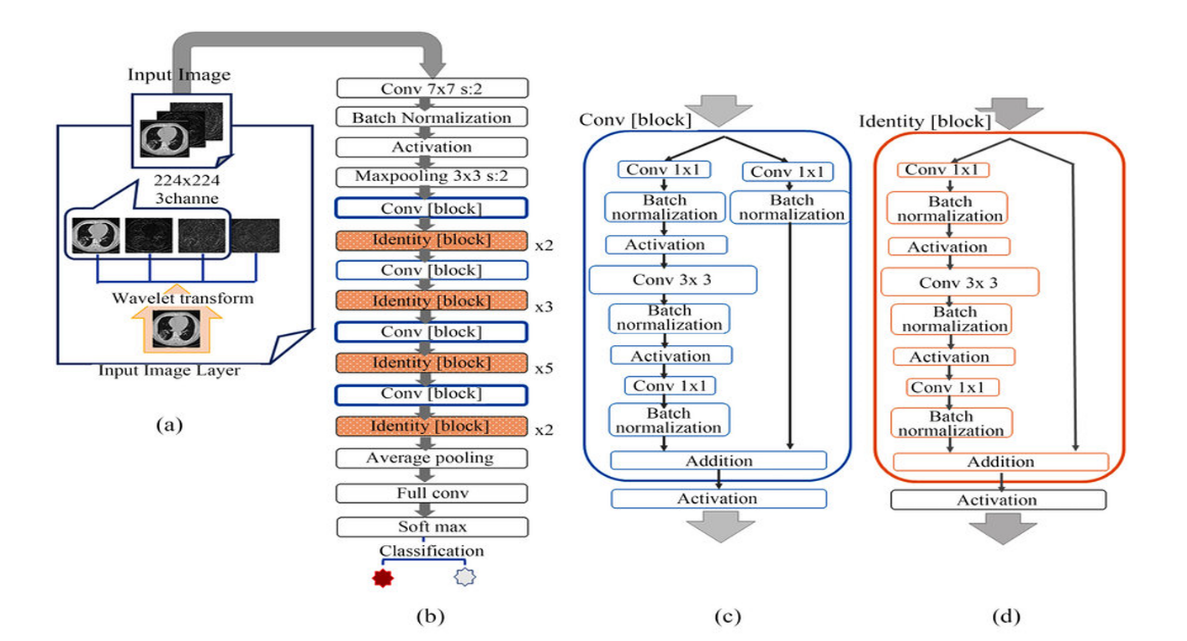 Input Image
224x224
3channe
Wavelet transform
Input Image Layer
(a)
Conv 7x7 s:2
Batch Normalization
Activation
Maxpooling 3x3 s:2
Conv [block]
Identity [block] x2
Conv [block]
Identity [block] x3
Conv [block]
Identity [block] x5
Conv [block]
Identity [block] x2
Average pooling
Full conv
Soft max
Classification
(b)
Conv [block]
Conv 1x1
Batch
normalization
Activation
Conv 3x 3
Batch
normalization
Activation
Conv 1x1
Batch
normalization
Conv 1x1
Batch
normalization
Addition
Activation
(c)
Identity [block]
Conv 1x1
Batch
normalization
Activation
Conv 3x 3
Batch
normalization
Activation
Conv 1x1
Batch
normalization
Addition
Activation
(d)